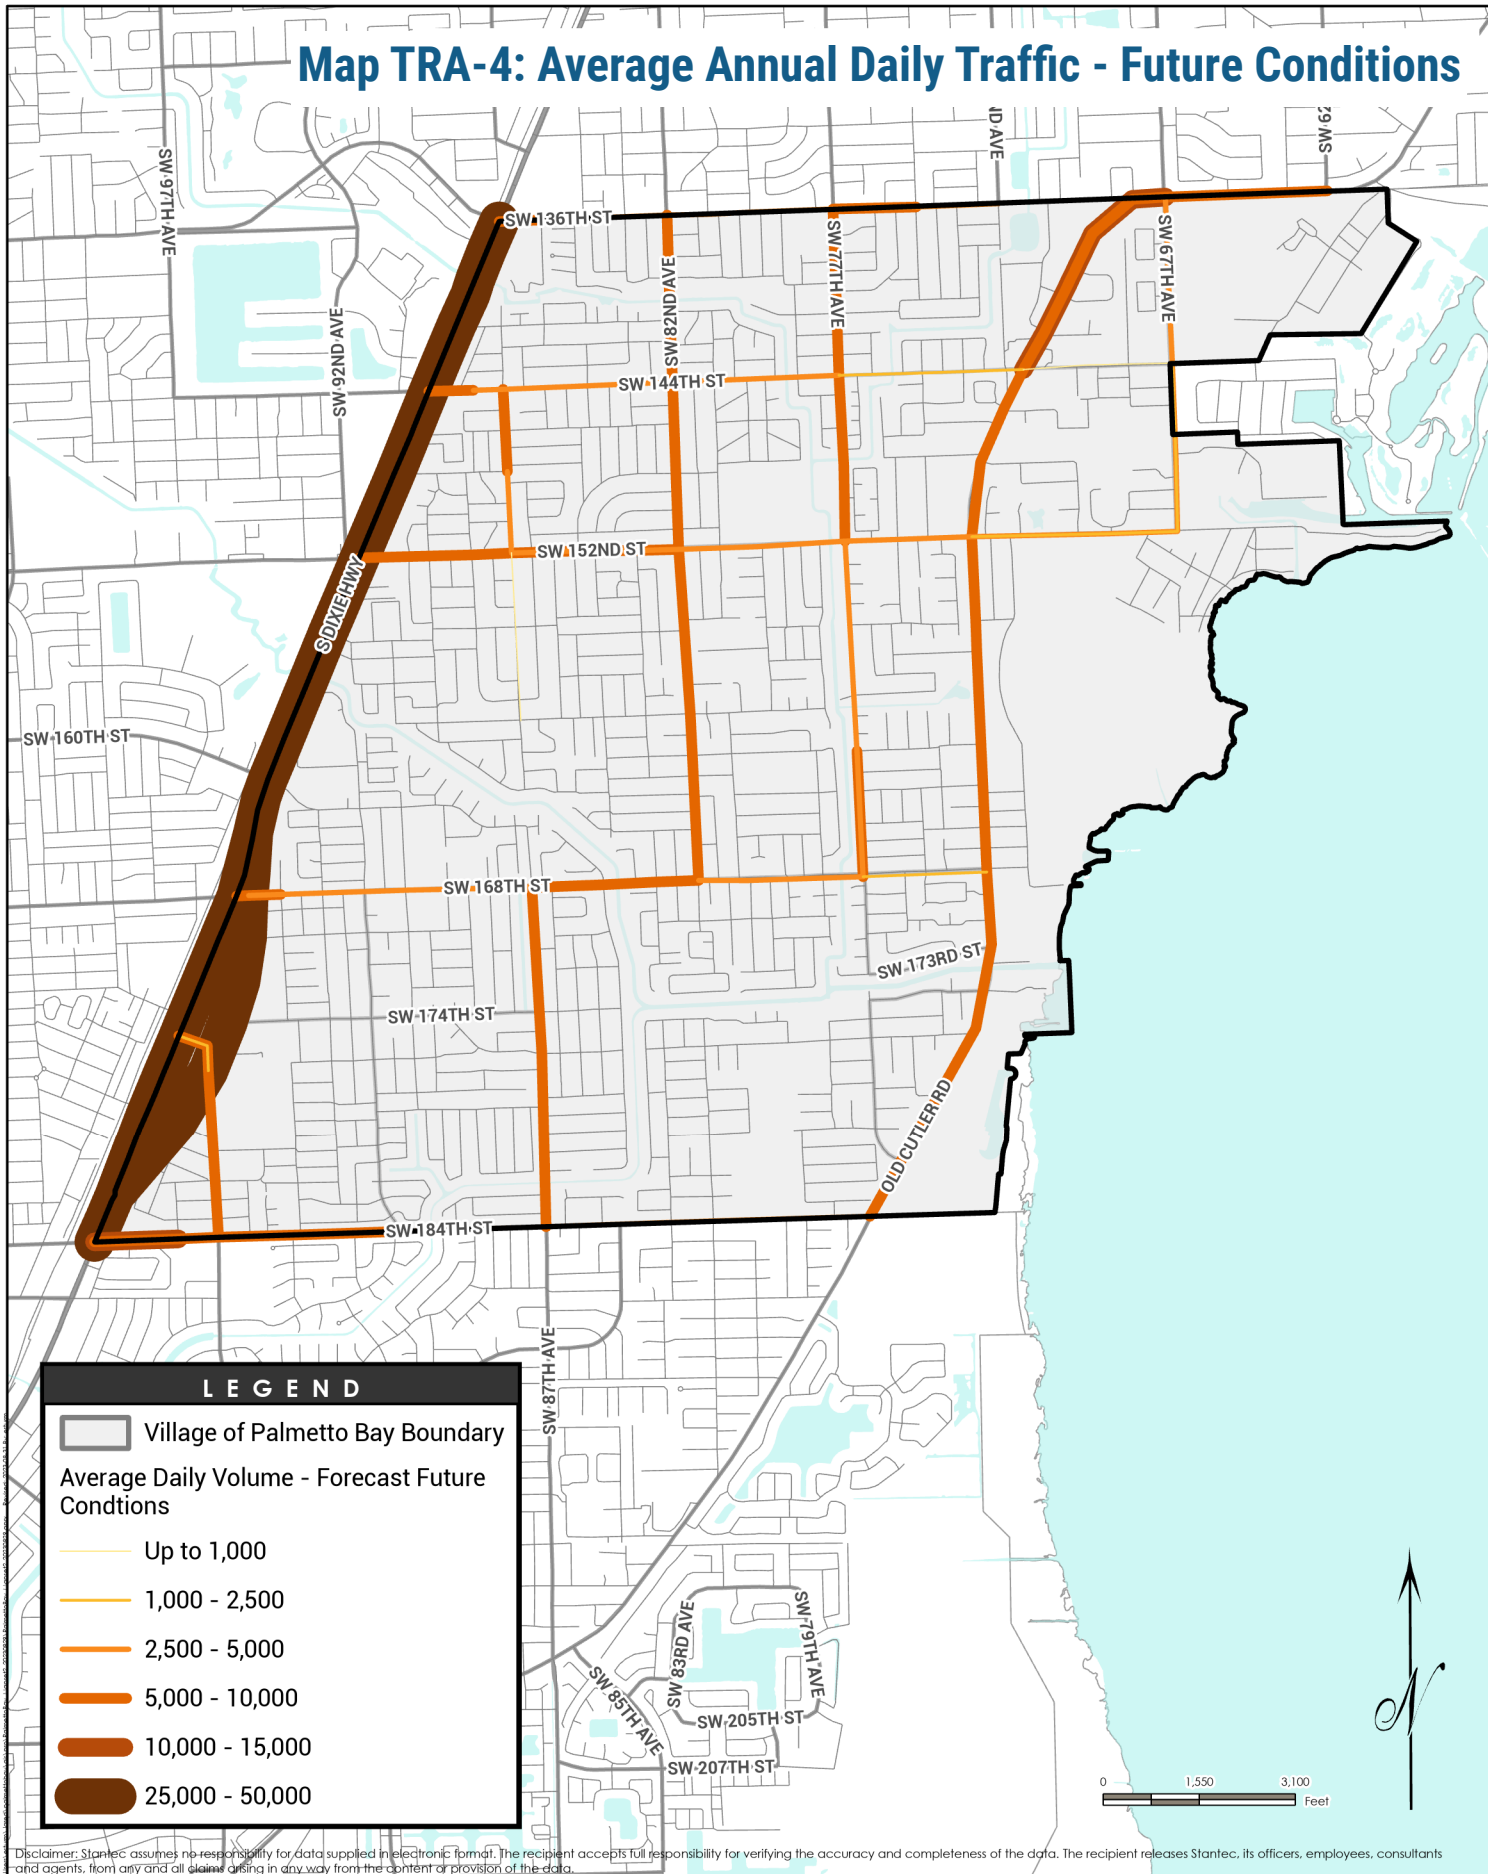 Map TRA-4: Average Annual Daily Traffic - Future Conditions
ND AVE
SW 62
SW 97TH AVE
SW 136TH ST
SW 77TH AVE
SW 67TH AVE
SW 82ND AVE
SW 92ND AVE
SW 144TH ST
SW 152ND ST
S DIXIE HWY
SW 160TH ST
SW 168TH ST
SW 173RD ST
SW 174TH ST
OLD CUTLER RD
SW 184TH ST
SW 87TH AVE
LEGEND
Village of Palmetto Bay Boundary
Average Daily Volume - Forecast Future
Condtions
Up to 1,000
1,000 - 2,500
2,500 - 5,000
5,000 - 10,000
10,000 - 15,000
25,000 - 50,000
SW 83RD AVE
SW 79TH AVE
SW 85TH AVE
SW 205TH ST
SW 207TH ST
N
0 1,550 3,100
Feet
Disclaimer: Stantec assumes no responsibility for data supplied in electronic format. The recipient accepts full responsibility for verifying the accuracy and completeness of the data. The recipient releases Stantec, its officers, employees, consultants
and agents, from any and all claims arising in any way from the content or provision of the data.